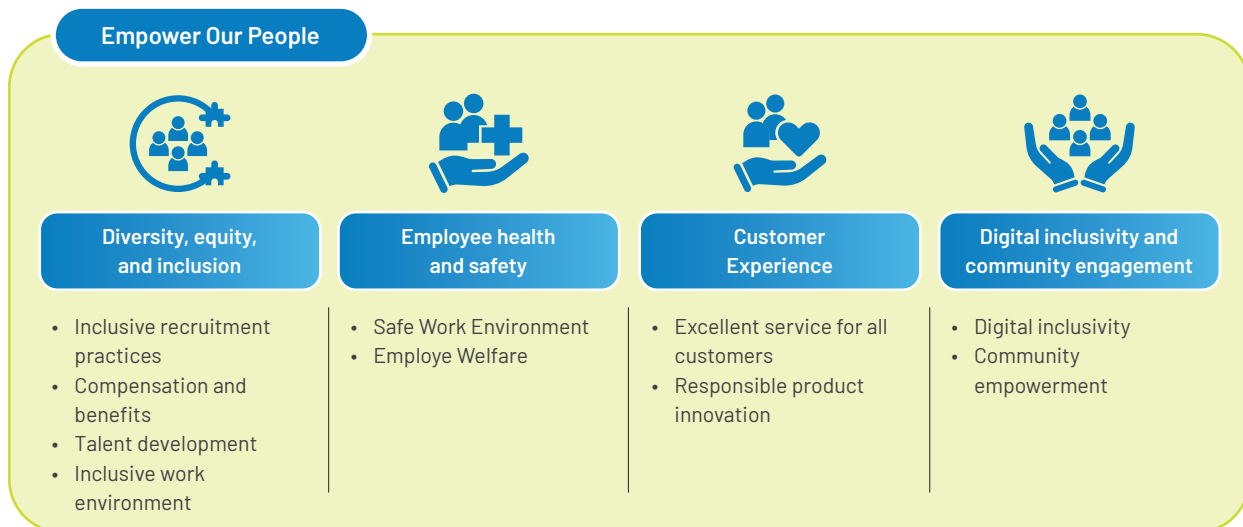 Empower Our People
Diversity, equity,
and inclusion
• Inclusive recruitment
practices
• Compensation and
benefits
• Talent development
• Inclusive work
environment
Employee health
and safety
• Safe Work Environment
• Employe Welfare
Customer
Experience
• Excellent service for all
customers
• Responsible product
innovation
Digital inclusivity and
community engagement
• Digital inclusivity
• Community
empowerment